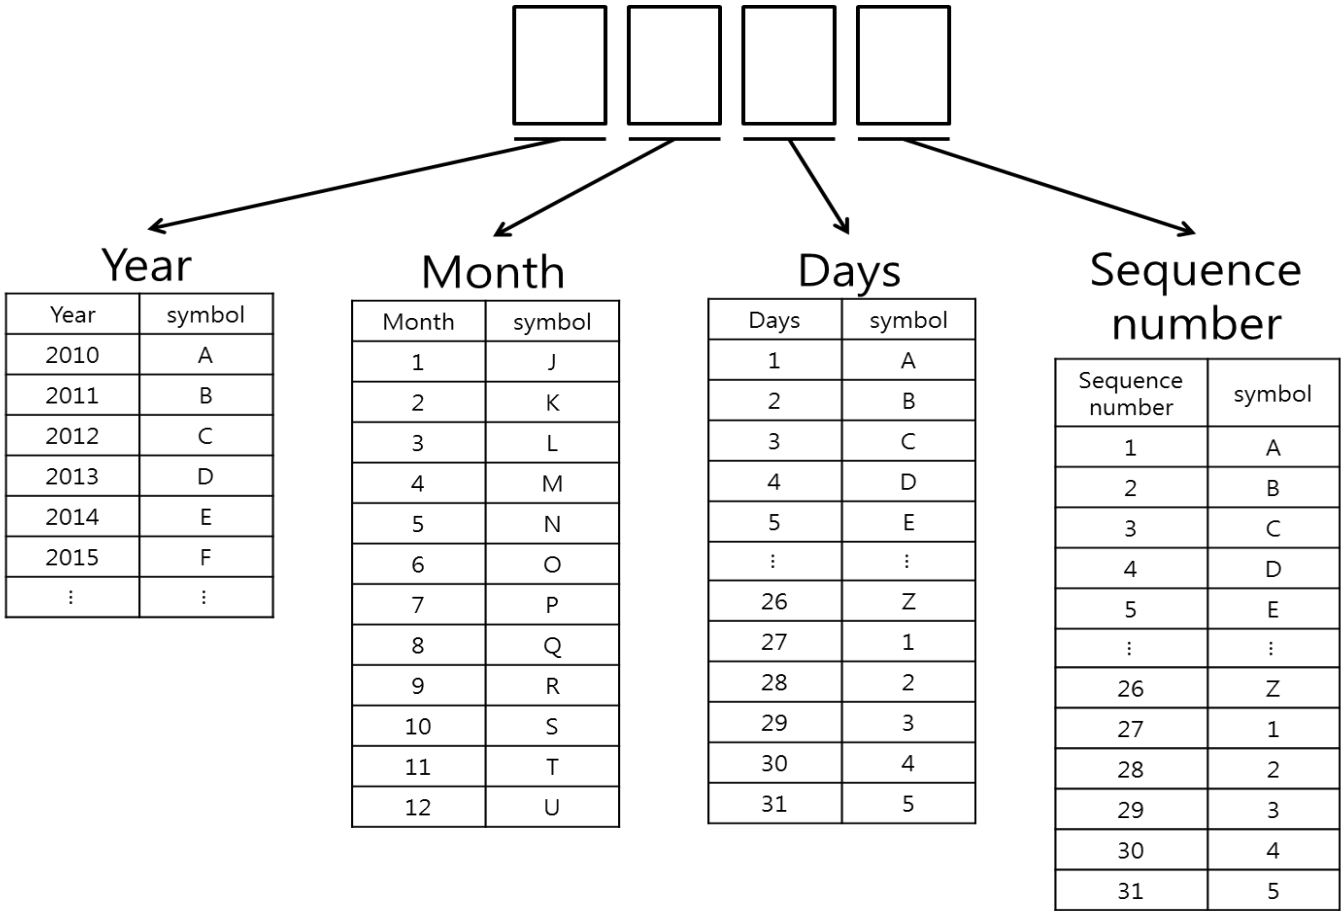 Year
Year symbol
2010 A
2011 B
2012 C
2013 D
2014 E
2015 F
⋮ ⋮
Month
Month symbol
1 J
2 K
3 L
4 M
5 N
6 O
7 P
8 Q
9 R
10 S
11 T
12 U
Days
Days symbol
1 A
2 B
3 C
4 D
5 E
⋮ ⋮
26 Z
27 1
28 2
29 3
30 4
31 5
Sequence
number
Sequence
number symbol
1 A
2 B
3 C
4 D
5 E
⋮ ⋮
26 Z
27 1
28 2
29 3
30 4
31 5